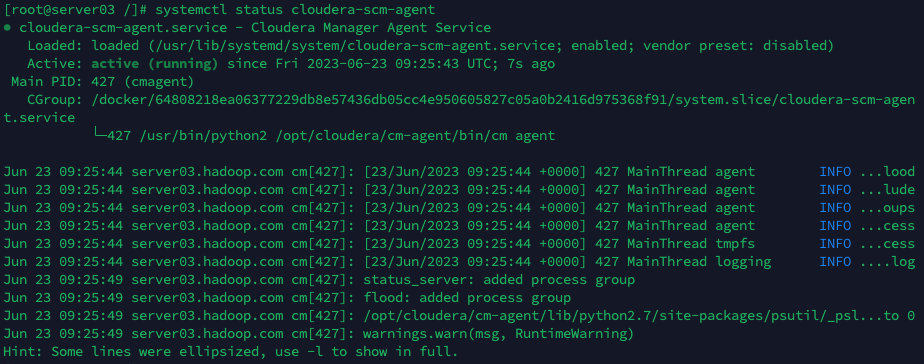 [root@server03 /]# systemctl status cloudera-scm-agent
● cloudera-scm-agent.service - Cloudera Manager Agent Service
   Loaded: loaded (/usr/lib/systemd/system/cloudera-scm-agent.service; enabled; vendor preset: disabled)
   Active: active (running) since Fri 2023-06-23 09:25:43 UTC; 7s ago
 Main PID: 427 (cmagent)
   CGroup: /docker/64808218ea06377229db8e57436db05cc4e950605827c05a0b2416d975368f91/system.slice/cloudera-scm-agen
t.service
           └─427 /usr/bin/python2 /opt/cloudera/cm-agent/bin/cm agent
Jun 23 09:25:44 server03.hadoop.com cm[427]: [23/Jun/2023 09:25:44 +0000] 427 MainThread agent        INFO ...lood
Jun 23 09:25:44 server03.hadoop.com cm[427]: [23/Jun/2023 09:25:44 +0000] 427 MainThread agent        INFO ...lude
Jun 23 09:25:44 server03.hadoop.com cm[427]: [23/Jun/2023 09:25:44 +0000] 427 MainThread agent        INFO ...oups
Jun 23 09:25:44 server03.hadoop.com cm[427]: [23/Jun/2023 09:25:44 +0000] 427 MainThread agent        INFO ...cess
Jun 23 09:25:44 server03.hadoop.com cm[427]: [23/Jun/2023 09:25:44 +0000] 427 MainThread tmpfs        INFO ...cess
Jun 23 09:25:44 server03.hadoop.com cm[427]: [23/Jun/2023 09:25:44 +0000] 427 MainThread logging      INFO ....log
Jun 23 09:25:49 server03.hadoop.com cm[427]: status_server: added process group
Jun 23 09:25:49 server03.hadoop.com cm[427]: flood: added process group
Jun 23 09:25:49 server03.hadoop.com cm[427]: /opt/cloudera/cm-agent/lib/python2.7/site-packages/psutil/_psl...to 0
Jun 23 09:25:49 server03.hadoop.com cm[427]: warnings.warn(msg, RuntimeWarning)
Hint: Some lines were ellipsized, use -l to show in full.